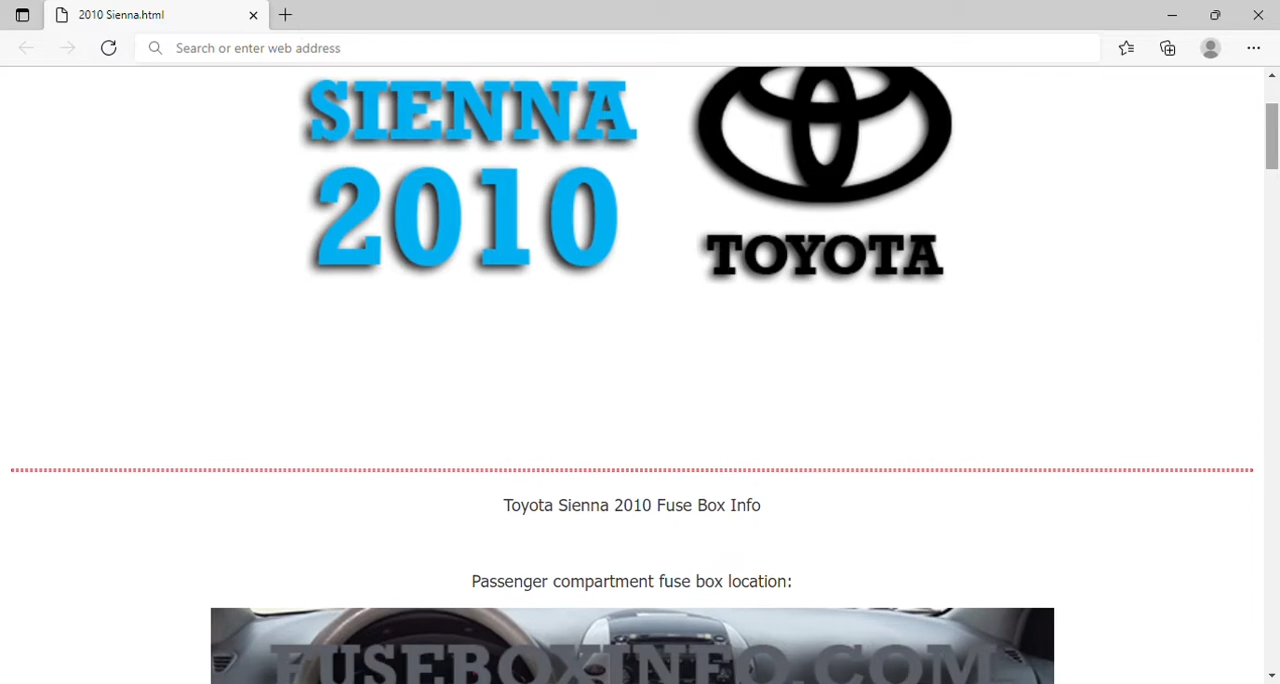 2010 Sienna.html
Search or enter web address
SIENNA
2010
TOYOTA
Toyota Sienna 2010 Fuse Box Info
Passenger compartment fuse box location:
FUSEBOXINFO.COM